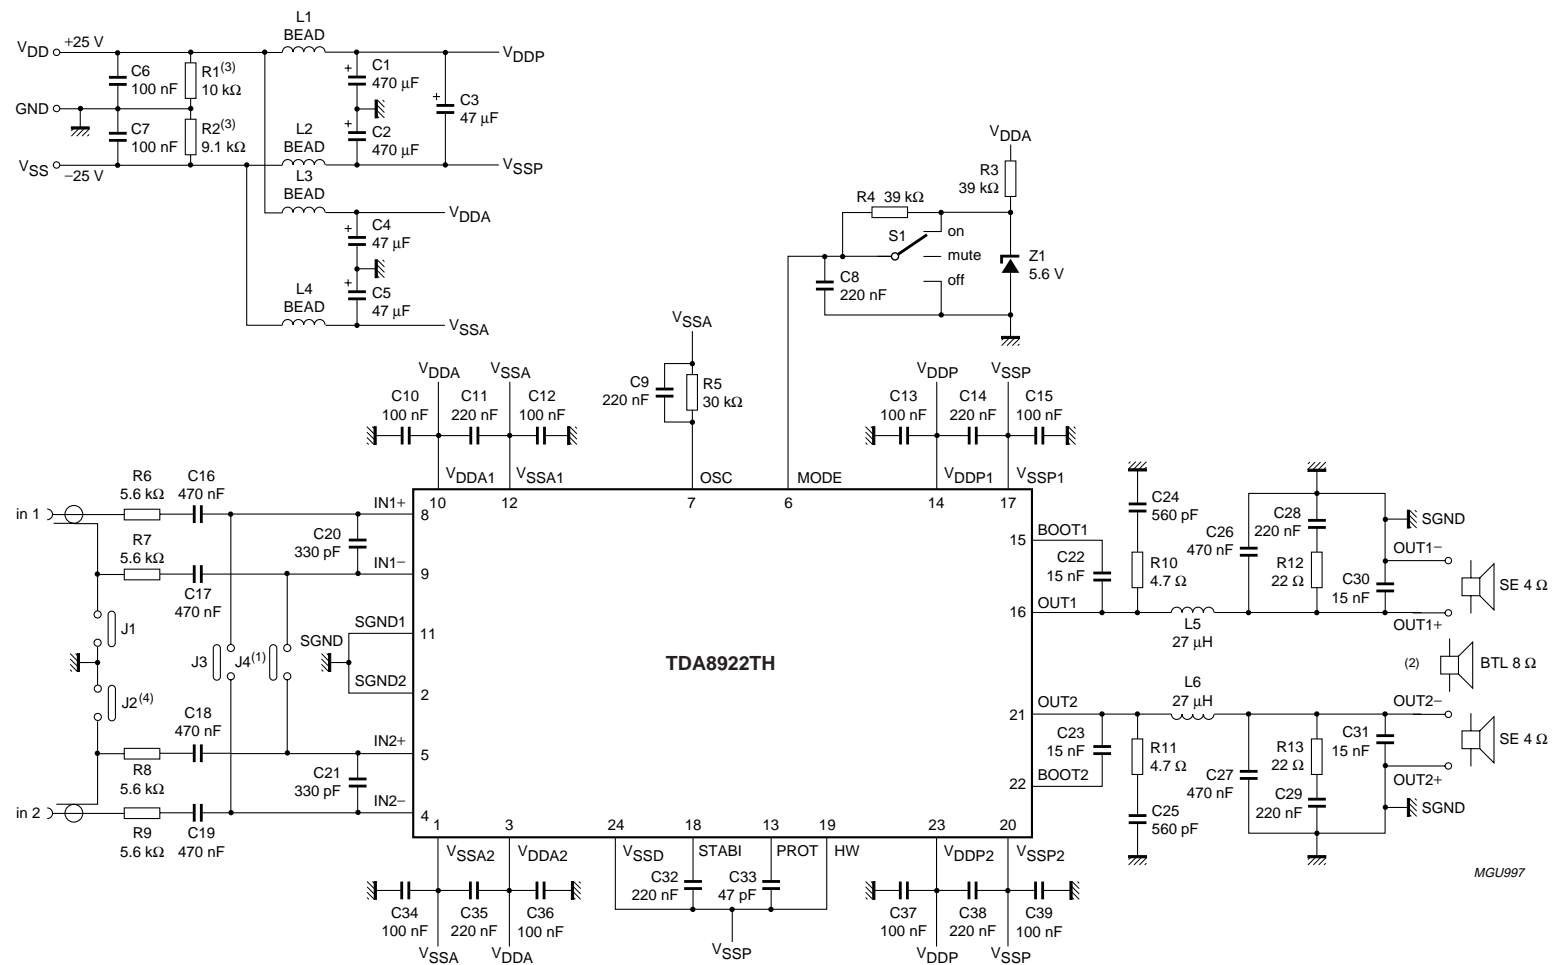 L1
BEAD
VDD +25 V
VDDP
C6
100 nF
R1(3)
10 kΩ
+ C1
470 μF
+ C3
47 μF
GND
C7
100 nF
R2(3)
9.1 kΩ
L2
BEAD
+ C2
470 μF
VSS −25 V
VSSP
L3
BEAD
VDDA
+ C4
47 μF
+ C5
47 μF
L4
BEAD
VSSA
VDDA
R3
39 kΩ
R4 39 kΩ
S1
on
mute
off
C8
220 nF
Z1
5.6 V
VSSA
C9
220 nF
R5
30 kΩ
VDDA
VSSA
C10
100 nF
C11
220 nF
C12
100 nF
VDDP
VSSP
C13
100 nF
C14
220 nF
C15
100 nF
VDDA1
VSSA1
OSC
MODE
VDDP1
VSSP1
10
12
7
6
14
17
R6
5.6 kΩ
C16
470 nF
in 1
IN1+
8
R7
5.6 kΩ
C20
330 pF
IN1−
9
C17
470 nF
J1
SGND
SGND1
11
J3
J4(1)
SGND2
2
J2(4)
C18
470 nF
IN2+
5
R8
5.6 kΩ
C21
330 pF
IN2−
4
in 2
R9
5.6 kΩ
C19
470 nF
TDA8922TH
15
BOOT1
C22
15 nF
16
OUT1
C24
560 pF
R10
4.7 Ω
C26
470 nF
C28
220 nF
R12
22 Ω
C30
15 nF
SGND
OUT1−
SE 4 Ω
OUT1+
L5
27 μH
(2)
BTL 8 Ω
L6
27 μH
21
OUT2
OUT2−
C23
15 nF
R11
4.7 Ω
C27
470 nF
R13
22 Ω
C31
15 nF
SE 4 Ω
OUT2+
22
BOOT2
C25
560 pF
C29
220 nF
SGND
1
3
24
18
13
19
23
20
VSSA2
VDDA2
VSSD
STABI
PROT
HW
VDDP2
VSSP2
C34
100 nF
C35
220 nF
C36
100 nF
C32
220 nF
C33
47 pF
C37
100 nF
C38
220 nF
C39
100 nF
VSSA
VDDA
VSSP
VDDP
VSSP
MGU997